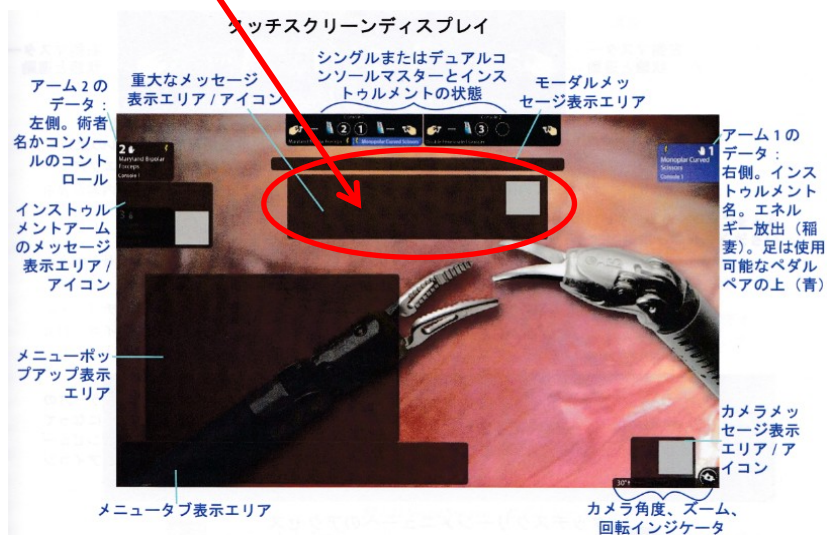 タッチスクリーンディスプレイ
シングルまたはデュアルコ
ンソールマスターとインス
トゥルメントの状態
重大なメッセージ
表示エリア / アイコン
モーダルメッ
セージ表示エリア
アーム 2 の
データ:
左側。術者
名かコンソー
ルのコント
ロール
インストゥル
メントアーム
のメッセージ
表示エリア /
アイコン
メニューポッ
プアップ表示
エリア
メニュータブ表示エリア
2 1
3
Monopolar Curved Scissors
2
Maryland Bipolar
Forceps
Console 1
3
1
Monopolar Curved
Scissors
Console 1
アーム 1 の
データ:
右側。インス
トゥルメント
名。エネル
ギー放出(稲
妻)。足は使用
可能なペダル
ペアの上(青)
カメラメッ
セージ表示
エリア / ア
イコン
30°
カメラ角度、ズーム、
回転インジケータ